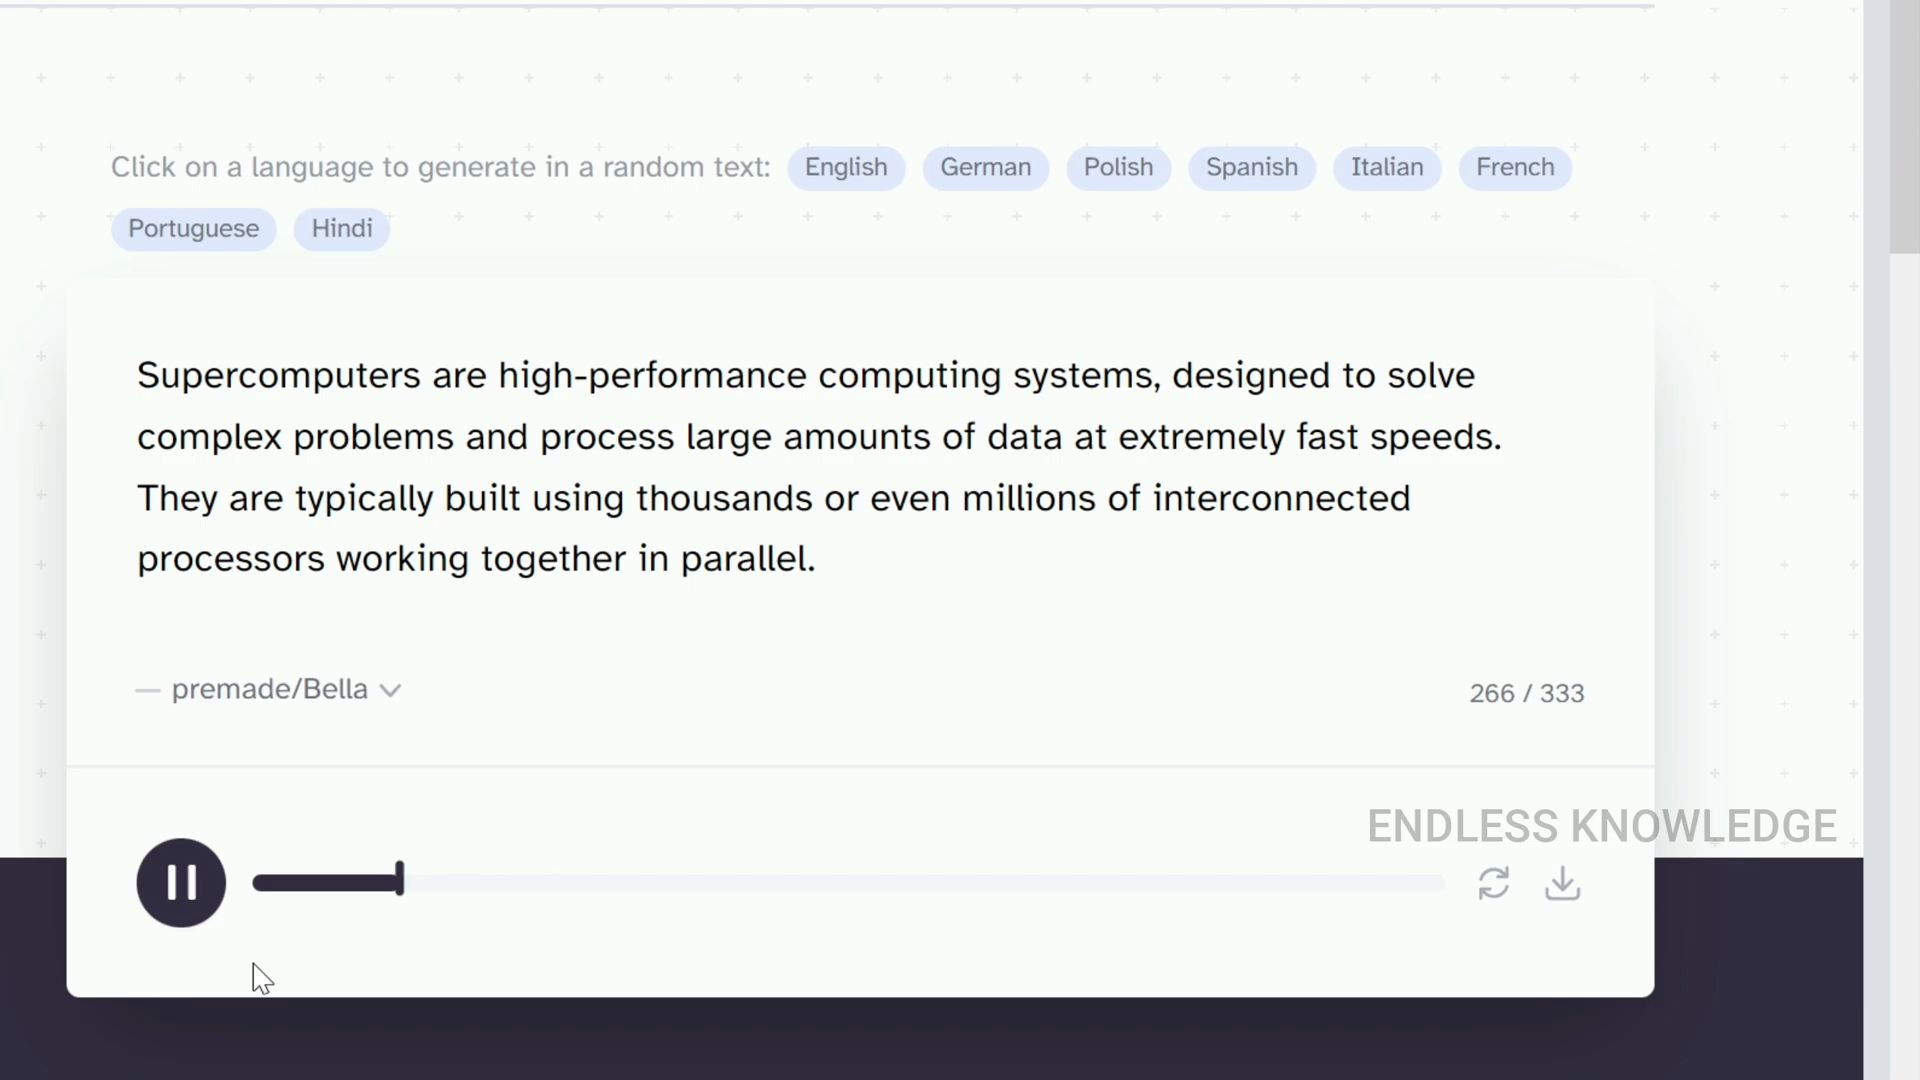 Click on a language to generate in a random text: English German Polish Spanish Italian French
Portuguese Hindi
Supercomputers are high-performance computing systems, designed to solve
complex problems and process large amounts of data at extremely fast speeds.
They are typically built using thousands or even millions of interconnected
processors working together in parallel.
— premade/Bella 266 / 333
ENDLESS KNOWLEDGE